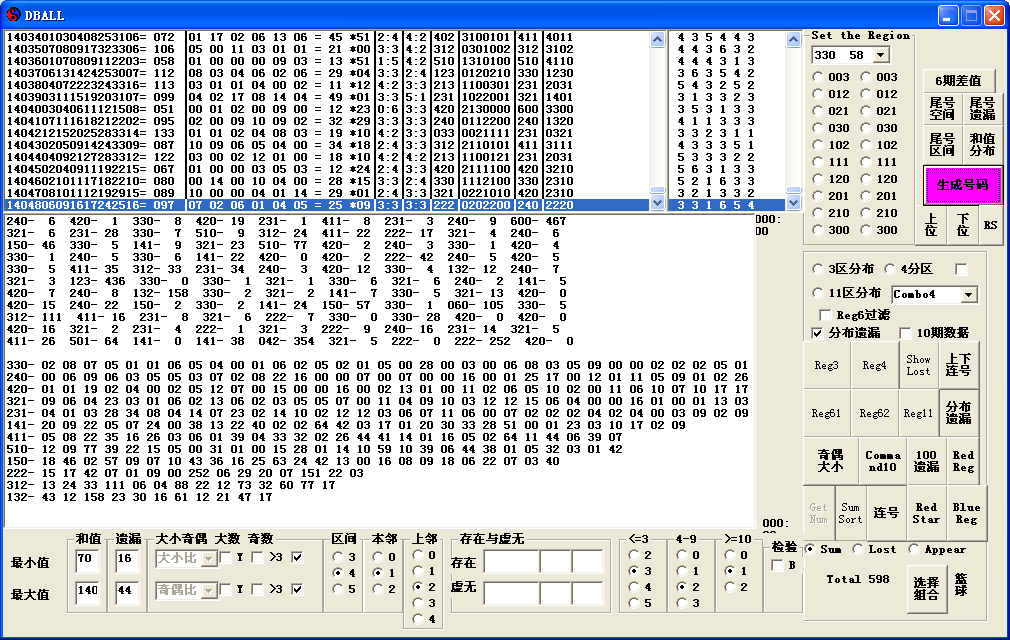 DBALL
14034010304082531​06= 072 01 17 02 06 13 06 = 45 *51 2:4 4:2 402 3100101 411 4011 4 3 5 4 4 3
140350708091732​3306= 106 05 00 11 03 01 01 = 21 *00 3:3 4:2 312 0301002 312 3102 4 4 4 3 3 4
140360107080911​2203= 058 01 00 00 00 09 03 = 13 *51 1:5 4:2 510 1310100 510 4110 4 4 4 3 1 3
140370613142425​3007= 112 08 03 04 06 02 06 = 29 *04 3:3 2:4 123 0120210 330 1230 3 6 3 5 4 2
140380407222324​3316= 113 03 01 01 04 00 02 = 11 *12 4:2 3:3 213 1100301 231 2031 5 4 3 2 5 2
140390311151920​3107= 099 04 02 17 08 14 04 = 49 *01 3:3 5:1 231 1022001 321 1401 3 1 3 3 2 3
140400304061112​1508= 051 00 01 02 00 09 00 = 12 *23 0:6 3:3 420 2130000 600 3300 3 5 3 1 3 3
140410711161821​2202= 095 02 00 09 10 09 02 = 32 *29 3:3 3:3 240 0112200 240 1320 4 1 1 3 3 3
140421215202528​3314= 133 01 01 02 04 08 03 = 19 *10 4:2 3:3 033 0021111 231 0321 3 3 2 3 1 1
140430205091424​3309= 087 10 09 06 05 04 00 = 34 *18 2:4 3:3 312 2110101 312 3111 4 4 3 6 3 1
140440409212728​3312= 122 03 00 02 12 01 00 = 18 *10 4:2 2:4 213 1100121 231 2031 5 3 3 3 2 2
140450204091119​2215= 067 01 00 00 03 05 03 = 12 *24 2:4 3:3 420 2111100 420 3210 5 6 3 1 3 3
140460210111718​2210= 080 00 14 00 10 04 00 = 28 *15 3:3 2:4 330 1112100 330 2310 5 2 1 6 3 3
140470810111929​2915= 089 10 00 00 04 01 14 = 29 *01 2:4 3:3 321 0221010 420 2310 3 2 1 3 3 2
140480609161724​2516= 097 07 02 06 01 04 05 = 25 *09 3:3 3:3 222 0202200 240 2220 3 3 1 6 5 4
240- 6 420- 1 330- 8 420- 19 231- 1 411- 8 231- 3 240- 9 600- 467
321- 6 231- 28 330- 7 510- 9 312- 24 411- 22 222- 17 321- 4 240- 6
150- 46 330- 5 141- 9 321- 23 510- 77 420- 2 240- 3 330- 1 420- 4
330- 1 240- 5 330- 6 141- 22 420- 0 420- 2 222- 42 240- 5 420- 5
330- 5 411- 35 312- 33 231- 34 240- 3 420- 12 330- 4 132- 12 240- 7
321- 3 123- 436 330- 0 330- 1 321- 1 330- 6 321- 6 240- 2 141- 5
420- 7 240- 8 132- 158 330- 2 321- 2 141- 7 330- 5 321- 13 420- 0
420- 15 240- 22 150- 2 330- 2 141- 24 150- 57 330- 1 060- 105 330- 5
312- 111 411- 16 231- 8 321- 6 222- 7 330- 0 330- 28 420- 0 420- 0
420- 16 321- 2 231- 4 222- 1 321- 3 222- 9 240- 16 231- 14 321- 5
411- 26 501- 64 141- 0 141- 38 042- 354 321- 5 222- 0 222- 252 420- 0
330- 02 08 07 05 01 01 06 05 04 00 01 06 02 05 02 01 05 00 28 00 03 00 06 08 03 05 09 00 00 02 02 02 05 01
240- 00 06 09 06 03 05 05 03 07 02 08 22 16 00 00 07 00 07 00 00 16 00 01 25 17 00 12 01 11 05 09 01 02 26
420- 01 01 19 02 04 00 02 05 12 07 00 15 00 00 16 00 02 13 01 00 11 02 06 05 10 02 00 11 06 10 07 10 17 17
321- 09 06 04 23 03 01 06 02 13 06 02 03 05 05 07 00 11 04 09 10 03 12 12 15 06 04 00 00 16 01 00 01 13 03
231- 04 01 03 28 34 08 04 14 07 23 02 14 10 02 12 12 03 06 07 11 06 00 07 02 02 02 04 02 04 00 03 09 02 09
141- 20 09 22 05 07 24 00 38 13 22 40 02 02 64 42 03 17 01 20 30 33 28 51 00 01 23 03 10 17 02 09
411- 05 08 22 35 16 26 03 06 01 39 04 33 32 02 26 44 41 14 01 16 05 02 64 11 44 06 39 07
510- 12 09 77 39 22 15 05 00 31 01 00 15 28 01 14 10 59 10 39 06 44 38 01 05 32 03 01 42
150- 18 46 02 57 09 07 10 43 36 16 25 63 24 42 13 00 16 08 09 18 06 22 07 03 40
222- 15 17 42 07 01 09 00 252 06 29 20 07 151 22 03
312- 13 24 33 111 06 04 88 22 12 73 32 60 77 17
132- 43 12 158 23 30 16 61 12 21 47 17
000:
00
000:
Set the Region
330 58
003 003
012 012
021 021
030 030
102 102
111 111
120 120
201 201
210 210
300 300
6期差值
尾号空间 尾号遗漏
尾号区间 和值分布
生成号码
上位 下位 RS
3区分布 4分区
11区分布 Combo4
Reg6过滤
分布遗漏 10期数据
Reg3 Reg4 Show Lost 上下连号
Reg61 Reg62 Reg11 分布遗漏
奇偶大小 Command10 100遗漏 Red Reg
Get Num Sum Sort 连号 Red Star Blue Reg
Sum Lost Appear
Total 598 选择组合 篮球
和值 遗漏 大小奇偶 大数 奇数 区间 本邻 上邻 存在与虚无 <=3 4-9 >=10 检验
最小值 70 16 大小比 Y >3
最大值 140 44 奇偶比 Y >3
3 4 5
0 1 2
0 1 2 3 4
存在
虚无
2 3 4 5
0 1 2 3
0 1 2
B